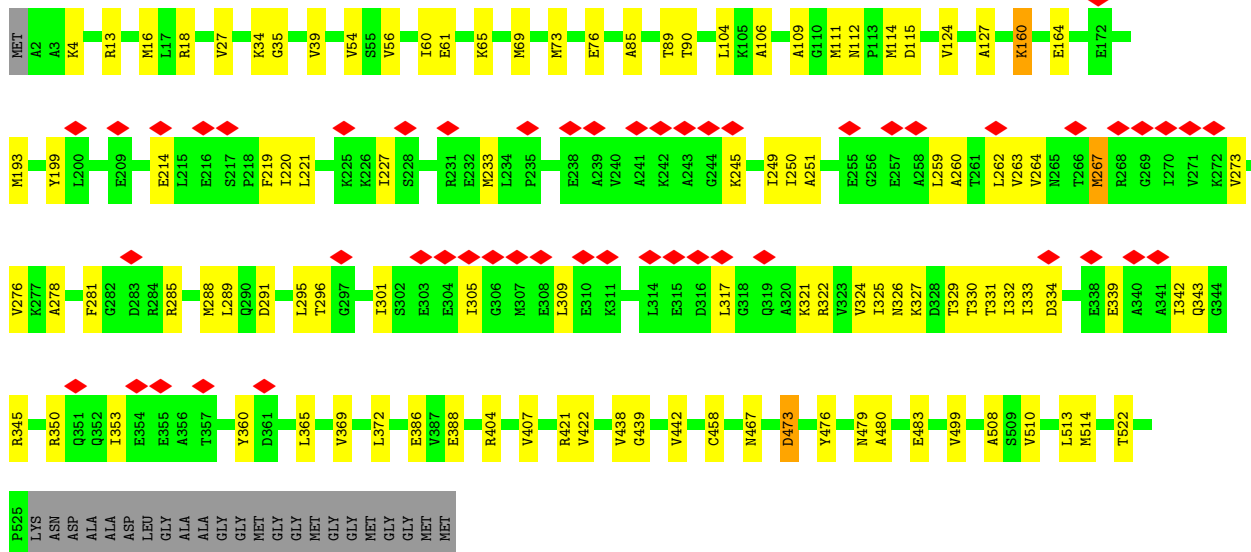 MET A2 A3 K4 R13 M16 L17 R18 V27 K34 G35 V39 V54 S55 V56 I60 E61 K65 M69 M73 E76 A85 T89 T90 L104 K105 A106 A109 G110 M111 N112 P113 M114 D115 V124 A127 K160 E164 E172
M193 Y199 L200 E209 E214 L215 E216 S217 P218 F219 I220 L221 K225 K226 I227 S228 R231 E232 M233 L234 P235 E238 A239 V240 A241 K242 A243 G244 K245 I249 I250 A251 E255 G256 E257 A258 L259 A260 T261 L262 V263 V264 N265 T266 M267 R268 G269 I270 V271 K272 V273
V276 K277 A278 F281 G282 D283 R284 R285 M288 L289 Q290 D291 L295 T296 G297 I301 S302 E303 E304 I305 G306 M307 E308 L309 E310 K311 L314 E315 D316 L317 G318 Q319 A320 K321 R322 V323 V324 I325 N326 K327 D328 T329 T330 T331 I332 I333 D334 E338 E339 A340 A341 I342 Q343 G344
R345 R350 Q351 Q352 I353 E354 E355 A356 T357 Y360 D361 L365 V369 L372 E386 V387 E388 R404 V407 R421 V422 V438 G439 V442 C458 N467 D473 Y476 N479 A480 E483 V499 A508 S509 V510 L513 M514 T522
P525 LYS ASN ASP ALA ALA ASP LEU GLY ALA ALA GLY GLY MET GLY GLY MET GLY GLY MET GLY GLY MET MET